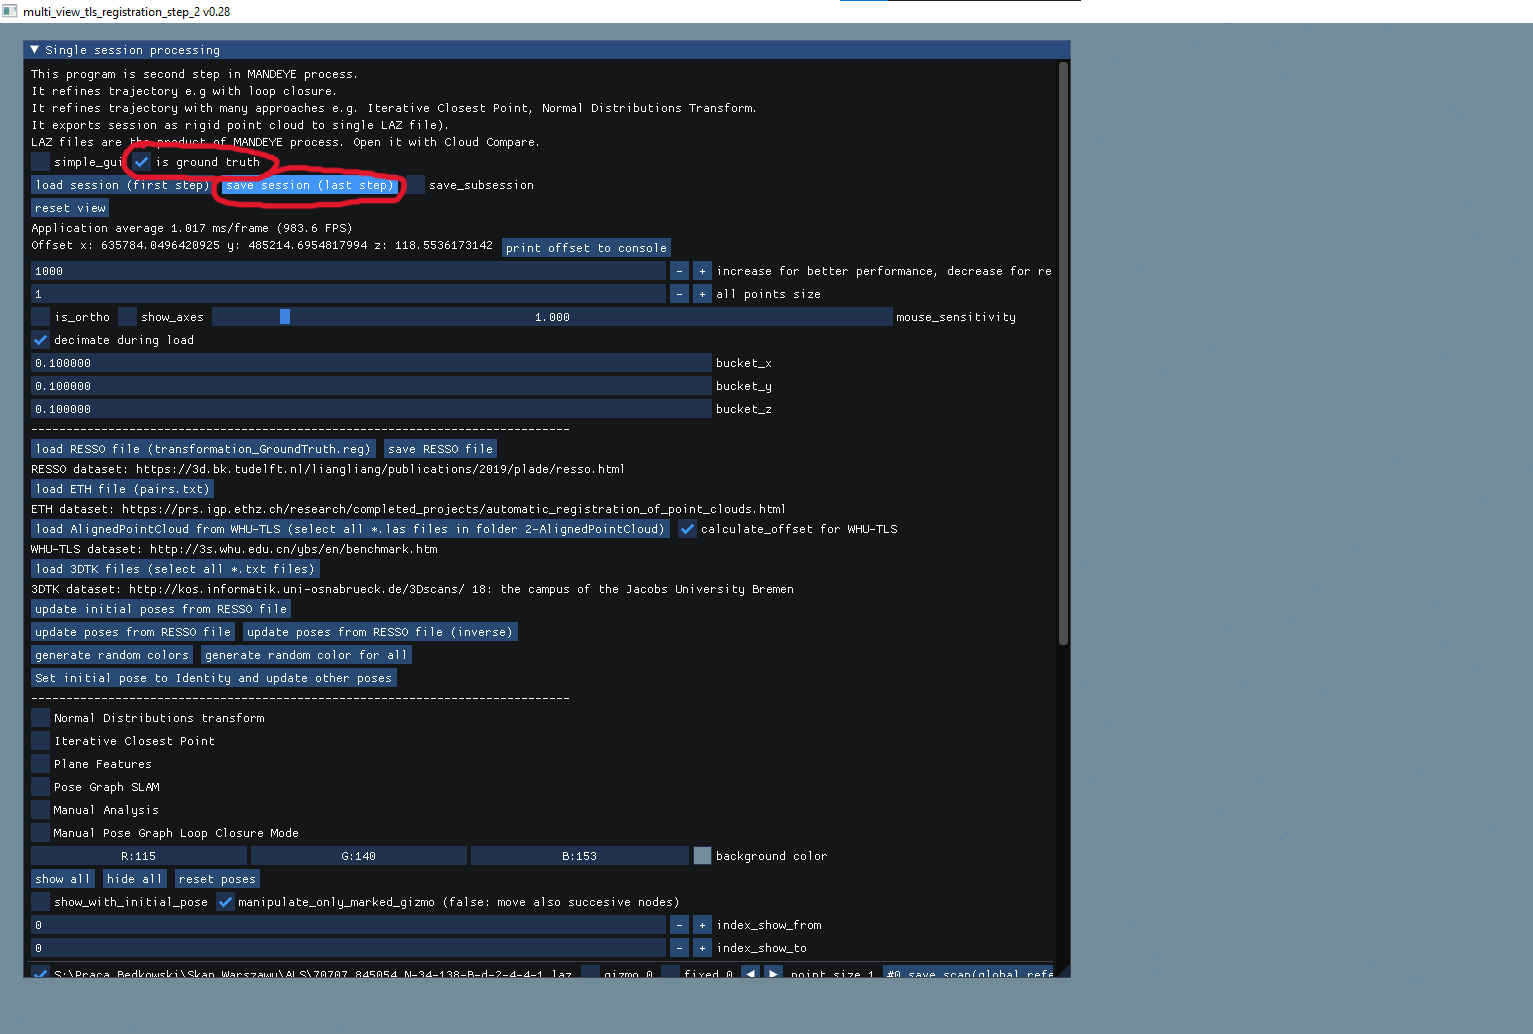 multi_view_tls_registration_step_2 v0.28
▼ Single session processing
This program is second step in MANDEYE process.
It refines trajectory e.g with loop closure.
It refines trajectory with many approaches e.g. Iterative Closest Point, Normal Distributions Transform.
It exports session as rigid point cloud to single LAZ file).
LAZ files are the product of MANDEYE process. Open it with Cloud Compare.
simple_gui is ground truth
load session (first step) save session (last step) save_subsession
reset view
Application average 1.017 ms/frame (983.6 FPS)
Offset x: 635784.0496420925 y: 485214.6954817994 z: 118.5536173142 print offset to console
1000 - + increase for better performance, decrease for re
1 - + all points size
is_ortho show_axes 1.000 mouse_sensitivity
decimate during load
0.100000 bucket_x
0.100000 bucket_y
0.100000 bucket_z
-----------------------------------------------------------------------------
load RESSO file (transformation_GroundTruth.reg) save RESSO file
RESSO dataset: https://3d.bk.tudelft.nl/liangliang/publications/2019/plade/resso.html
load ETH file (pairs.txt)
ETH dataset: https://prs.igp.ethz.ch/research/completed_projects/automatic_registration_of_point_clouds.html
load AlignedPointCloud from WHU-TLS (select all *.las files in folder 2-AlignedPointCloud) calculate_offset for WHU-TLS
WHU-TLS dataset: http://3s.whu.edu.cn/ybs/en/benchmark.htm
load 3DTK files (select all *.txt files)
3DTK dataset: http://kos.informatik.uni-osnabrueck.de/3Dscans/ 18: the campus of the Jacobs University Bremen
update initial poses from RESSO file
update poses from RESSO file update poses from RESSO file (inverse)
generate random colors generate random color for all
Set initial pose to Identity and update other poses
-----------------------------------------------------------------------------
Normal Distributions transform
Iterative Closest Point
Plane Features
Pose Graph SLAM
Manual Analysis
Manual Pose Graph Loop Closure Mode
R:115 G:140 B:153 background color
show all hide all reset poses
show_with_initial_pose manipulate_only_marked_gizmo (false: move also succesive nodes)
0 - + index_show_from
0 - + index_show_to
S:\Praca_Bedkowski\Skan_Warszawy\ALS\70707_845054_N-34-138-B-d-2-4-4-1.laz gizmo_0 fixed_0 ◀ ▶ point size_1 #0 save scan(global refe